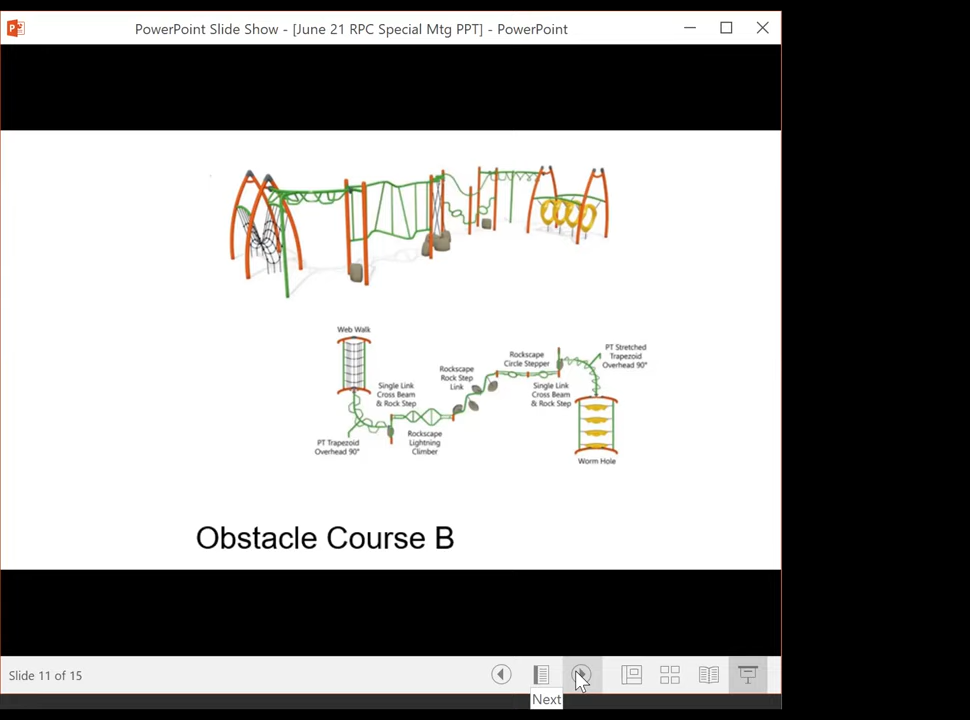 PowerPoint Slide Show - [June 21 RPC Special Mtg PPT] - PowerPoint
Web Walk
Single Link
Cross Beam
& Rock Step
PT Trapezoid
Overhead 90°
Rockscape
Lightning
Climber
Rockscape
Rock Step
Link
Rockscape
Circle Stepper
Single Link
Cross Beam
& Rock Step
PT Stretched
Trapezoid
Overhead 90°
Worm Hole
Obstacle Course B
Slide 11 of 15
Next